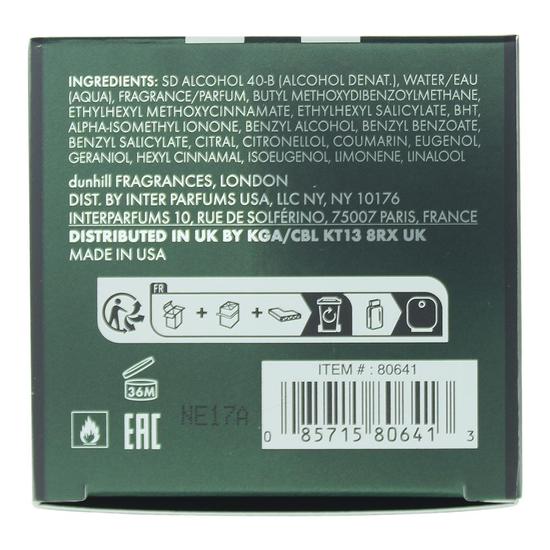 INGREDIENTS: SD ALCOHOL 40-B (ALCOHOL DENAT.), WATER/EAU
(AQUA), FRAGRANCE/PARFUM, BUTYL METHOXYDIBENZOYLMETHANE,
ETHYLHEXYL METHOXYCINNAMATE, ETHYLHEXYL SALICYLATE, BHT,
ALPHA-ISOMETHYL IONONE, BENZYL ALCOHOL, BENZYL BENZOATE,
BENZYL SALICYLATE, CITRAL, CITRONELLOL, COUMARIN, EUGENOL,
GERANIOL, HEXYL CINNAMAL, ISOEUGENOL, LIMONENE, LINALOOL
dunhill FRAGRANCES, LONDON
DIST. BY INTER PARFUMS USA, LLC NY, NY 10176
INTERPARFUMS 10, RUE DE SOLFÉRINO, 75007 PARIS, FRANCE
DISTRIBUTED IN UK BY KGA/CBL KT13 8RX UK
MADE IN USA
FR
+ +
ITEM # : 80641
36M
NE17A
EAC
0 85715 80641 3